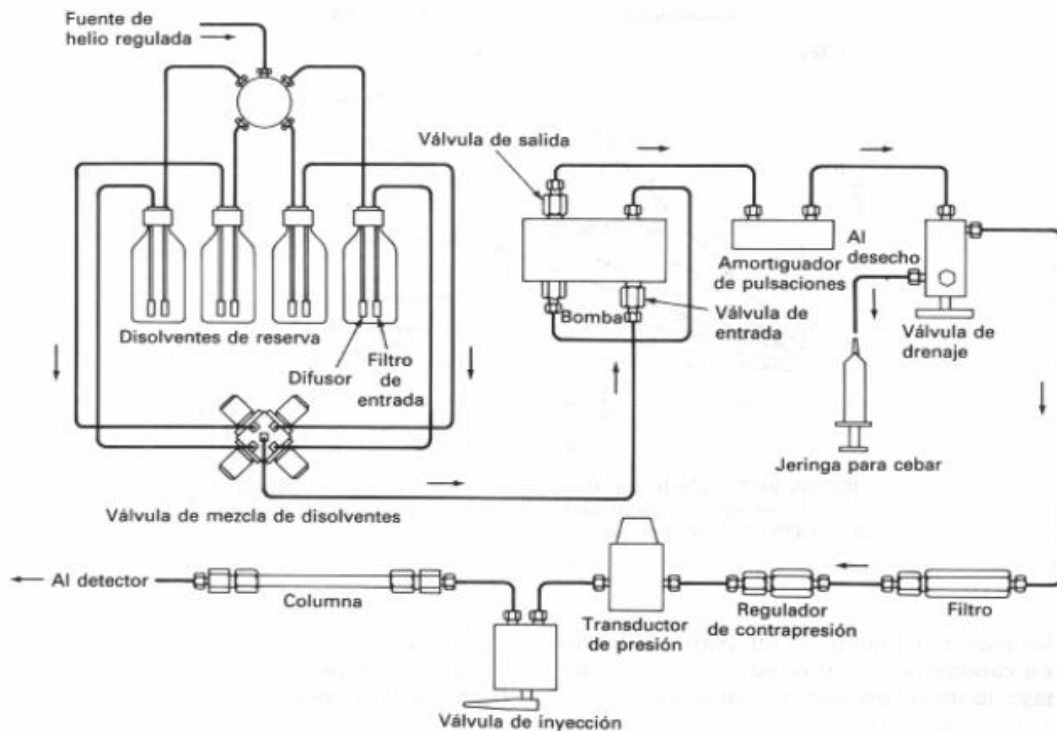 Fuente de
helio regulada
Válvula de salida
Al
desecho
Amortiguador
de pulsaciones
Bomba
Válvula de
entrada
Válvula de
drenaje
Disolventes de reserva
Difusor
Filtro
de
entrada
Jeringa para cebar
Válvula de mezcla de disolventes
Al detector
Columna
Transductor
de presión
Regulador
de contrapresión
Filtro
Válvula de inyección